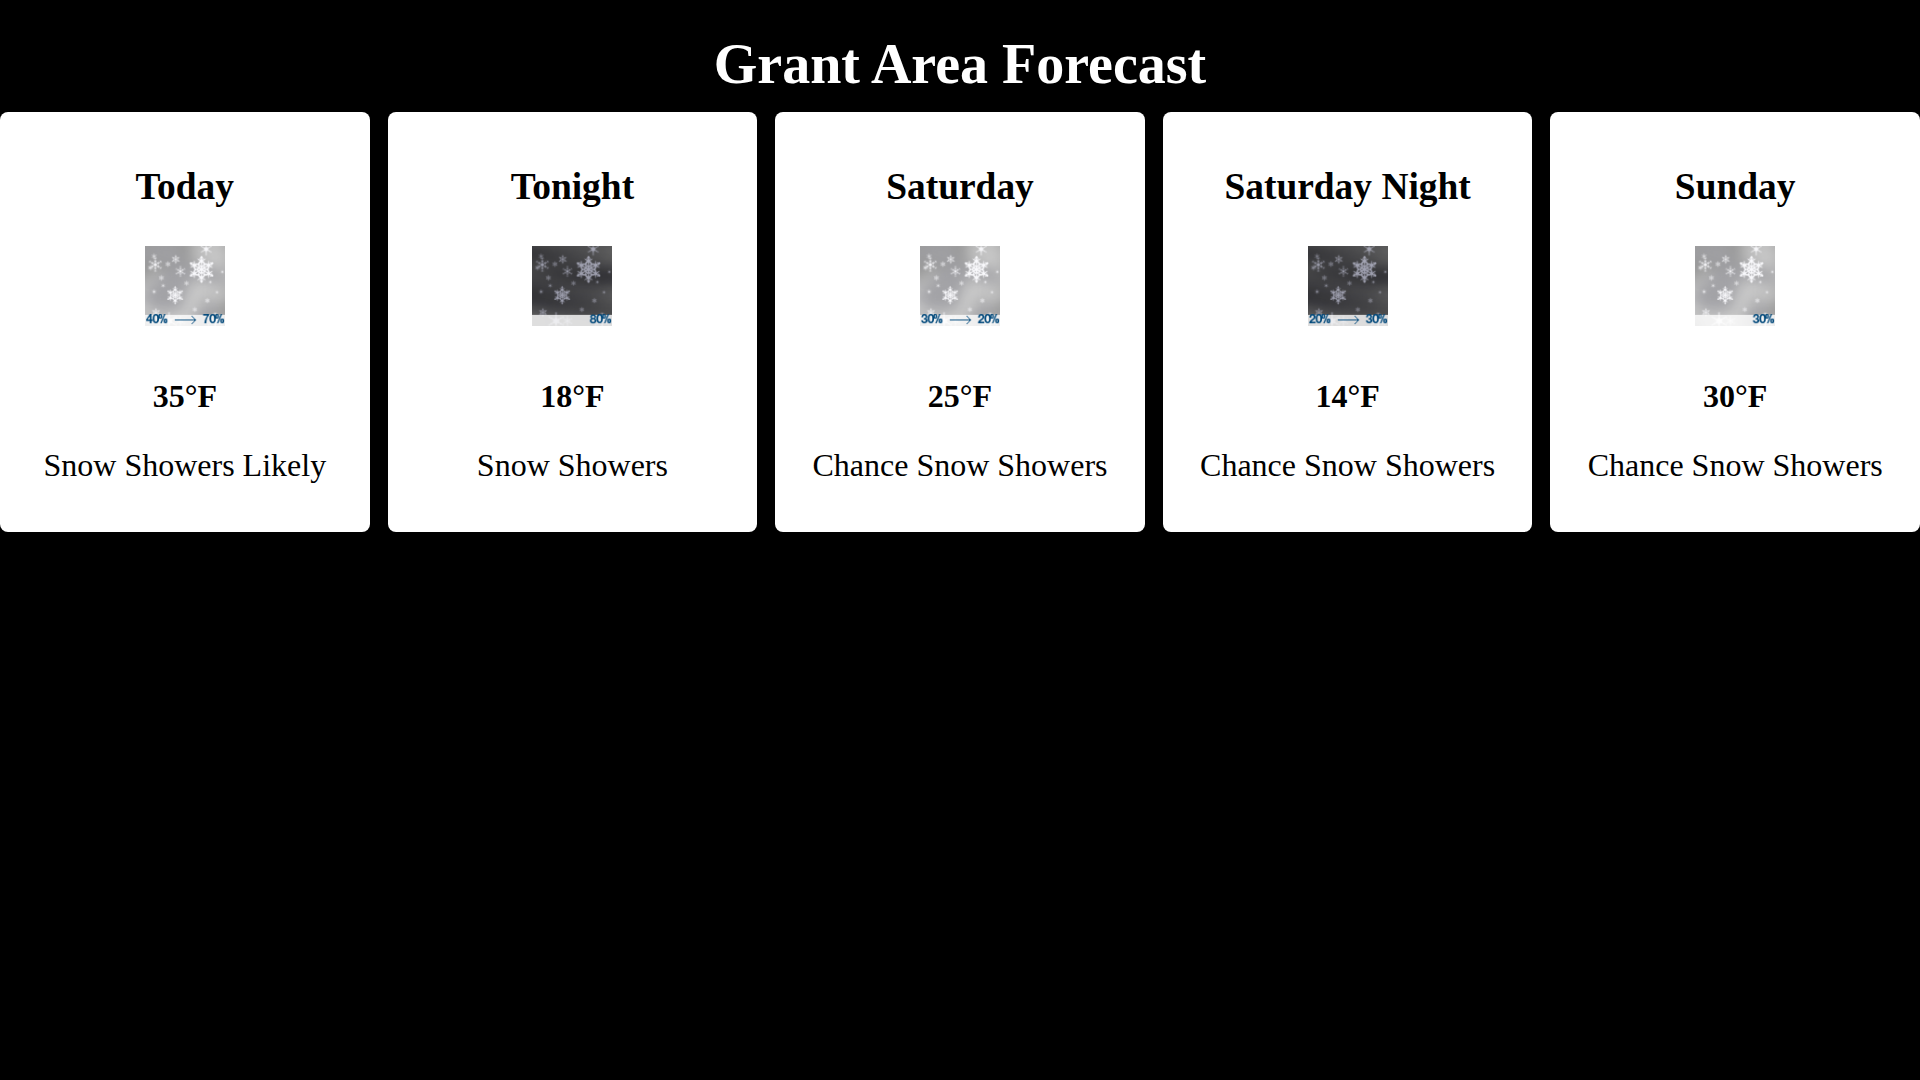 Grant Area Forecast
Today
40% → 70%
35°F
Snow Showers Likely
Tonight
80%
18°F
Snow Showers
Saturday
30% → 20%
25°F
Chance Snow Showers
Saturday Night
20% → 30%
14°F
Chance Snow Showers
Sunday
30%
30°F
Chance Snow Showers